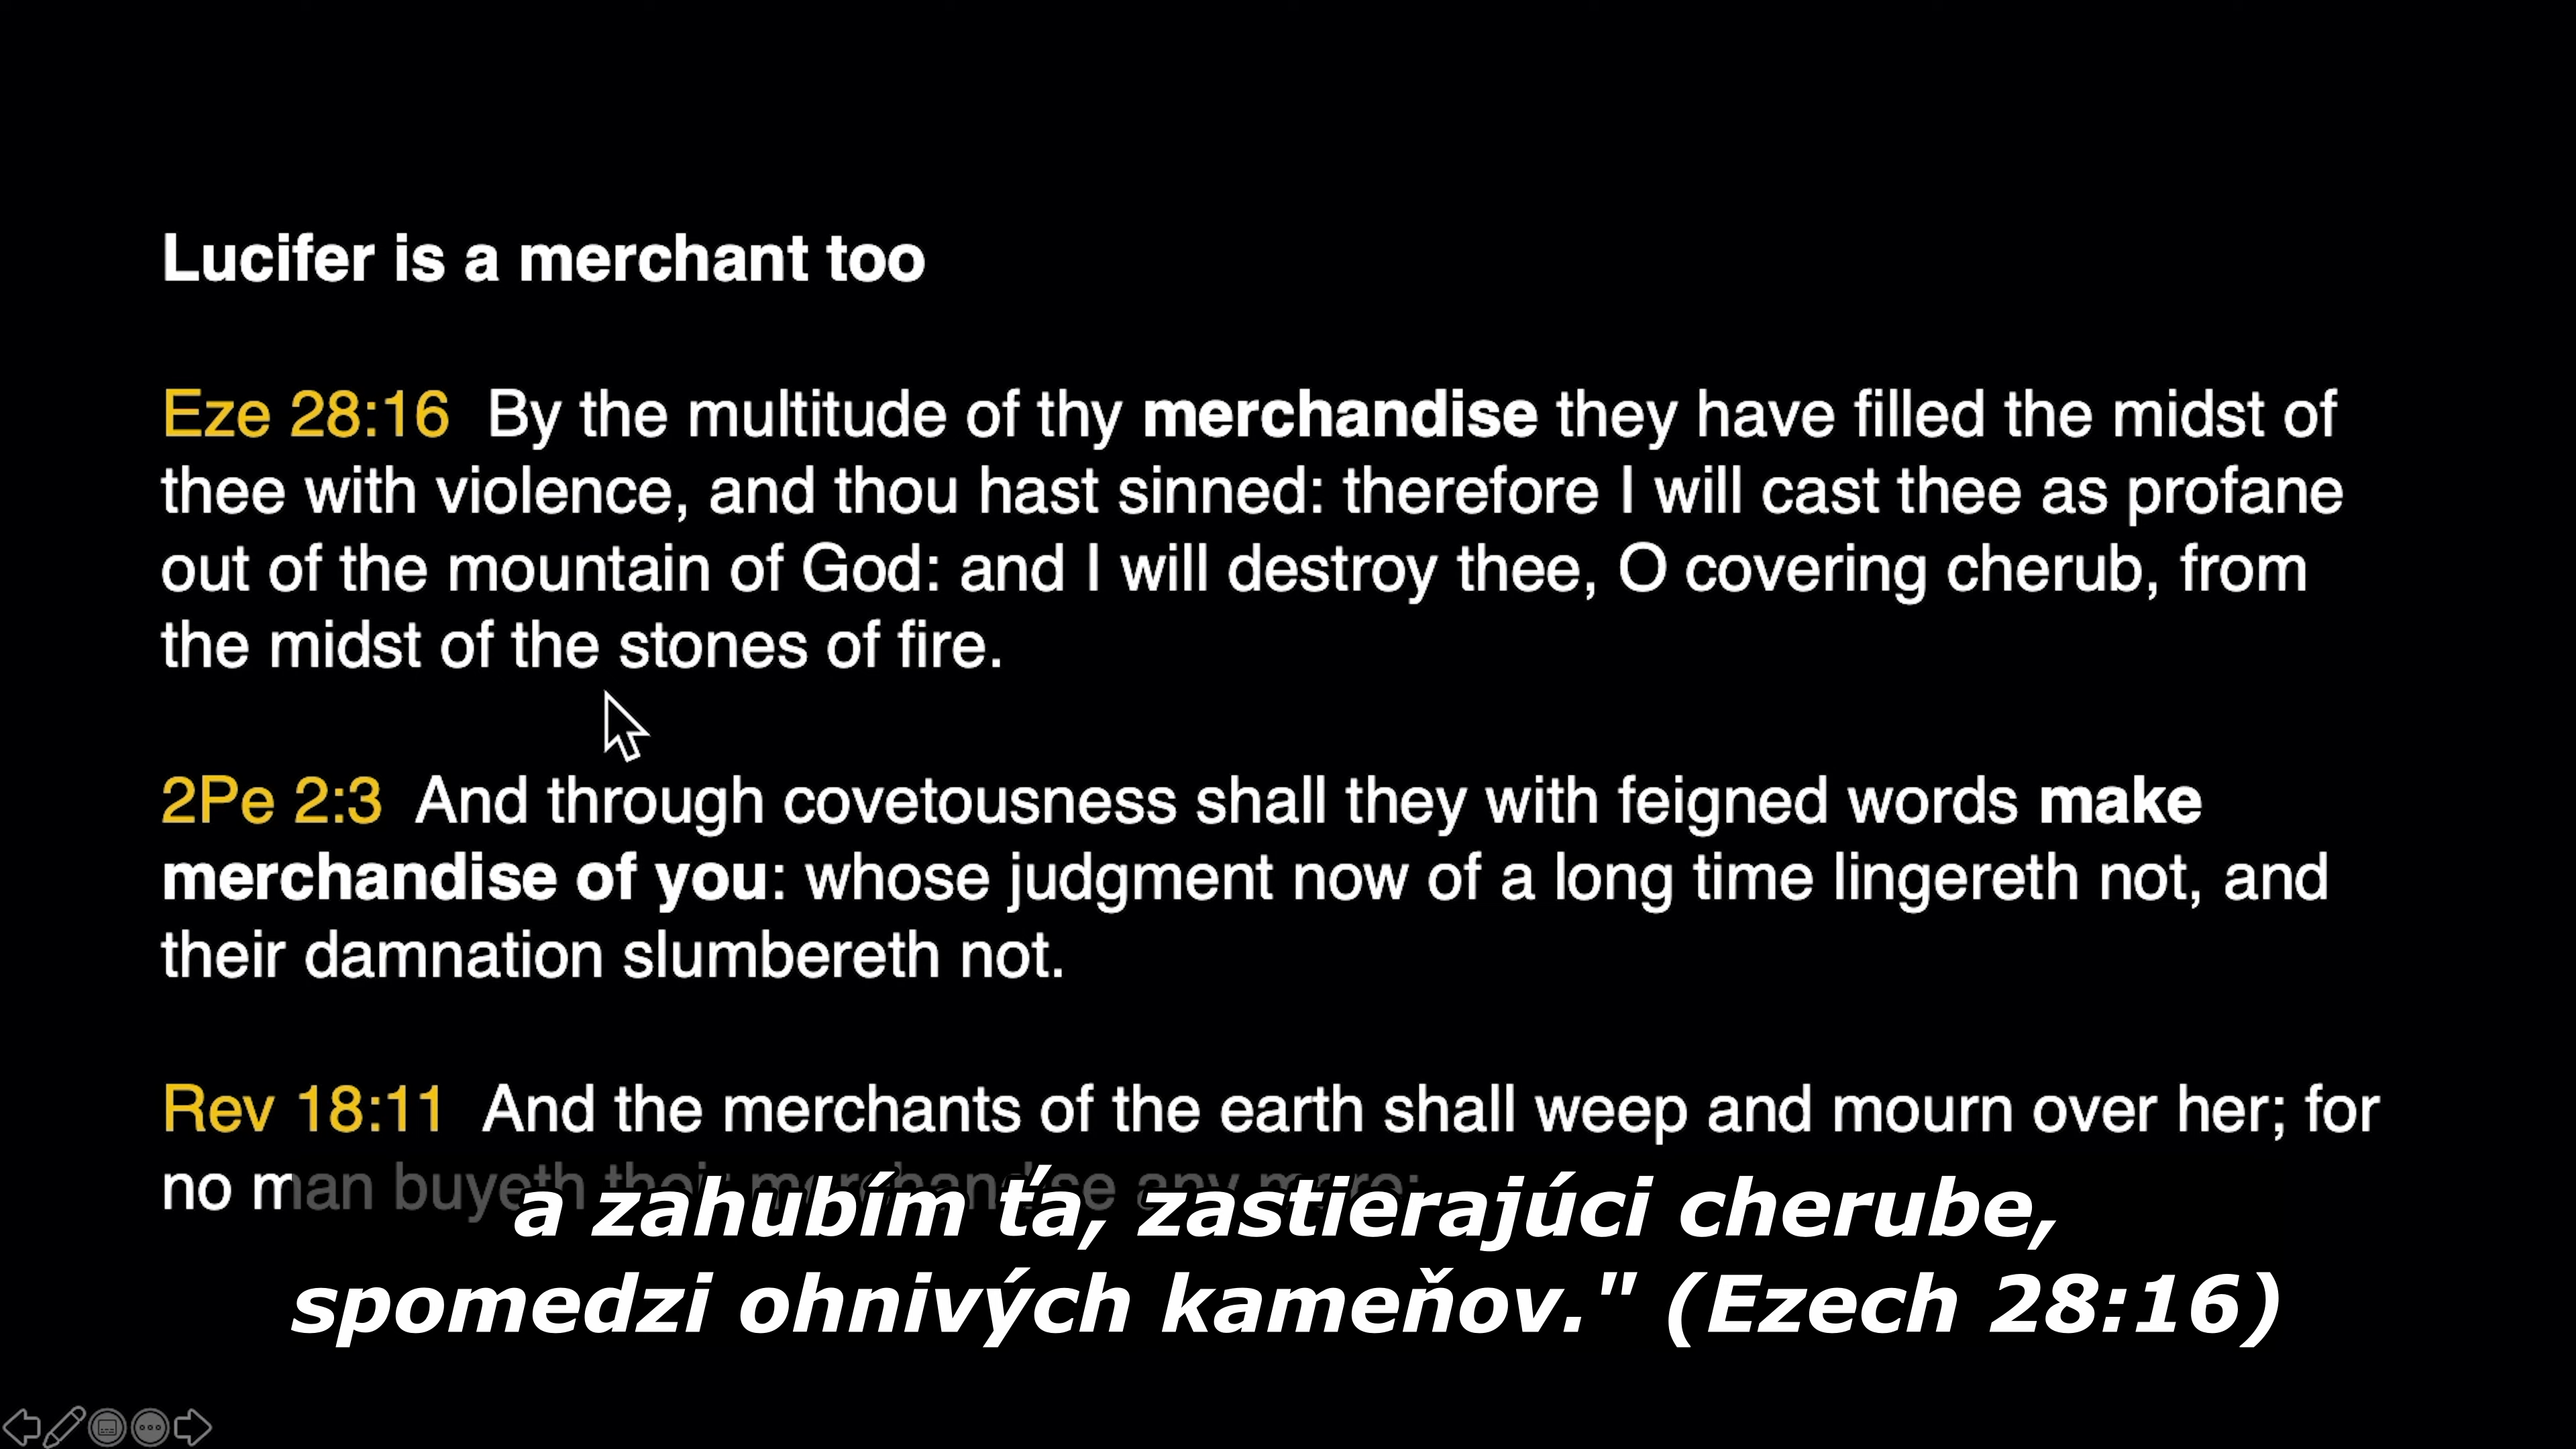 Lucifer is a merchant too
Eze 28:16 By the multitude of thy merchandise they have filled the midst of
thee with violence, and thou hast sinned: therefore I will cast thee as profane
out of the mountain of God: and I will destroy thee, O covering cherub, from
the midst of the stones of fire.
2Pe 2:3 And through covetousness shall they with feigned words make
merchandise of you: whose judgment now of a long time lingereth not, and
their damnation slumbereth not.
Rev 18:11 And the merchants of the earth shall weep and mourn over her; for
no man buyeth their merchandise any more:
a zahubím ťa, zastierajúci cherube,
spomedzi ohnivých kameňov." (Ezech 28:16)